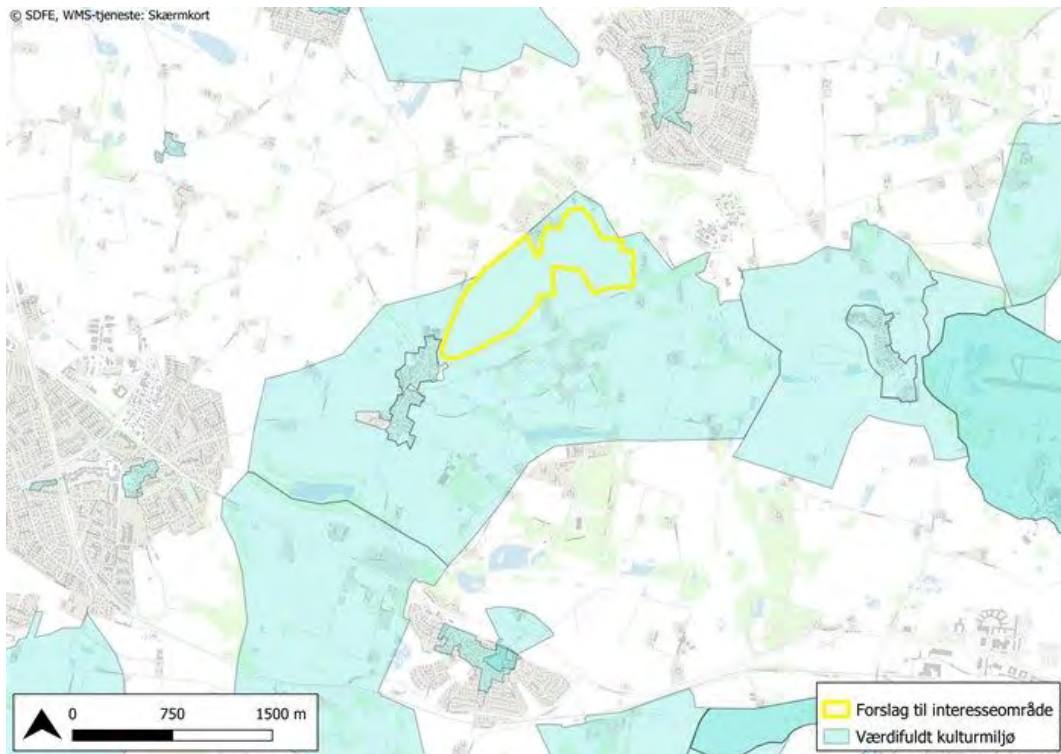 © SDFE, WMS-tjeneste: Skærmkort
0 750 1500 m
Forslag til interesseområde
Værdifuldt kulturmiljø